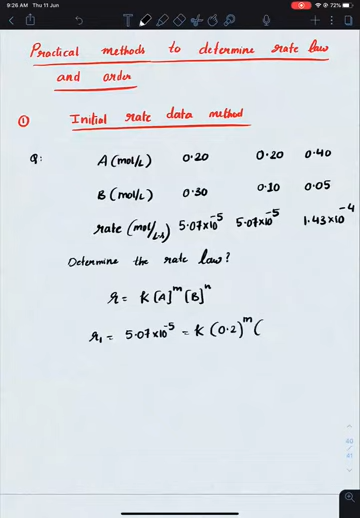 9:26 AM Thu 11 Jun
72%
Practical methods to determine rate law
and order
① Initial rate data method
Q: A (mol/L) 0.20 0.20 0.40
B (mol/L) 0.30 0.10 0.05
rate (mol/L.s) 5.07×10⁻⁵ 5.07×10⁻⁵ 1.43×10⁻⁴
Determine the rate law?
r = K [A]ᵐ [B]ⁿ
r₁ = 5.07×10⁻⁵ = K (0.2)ᵐ (
40
/
41